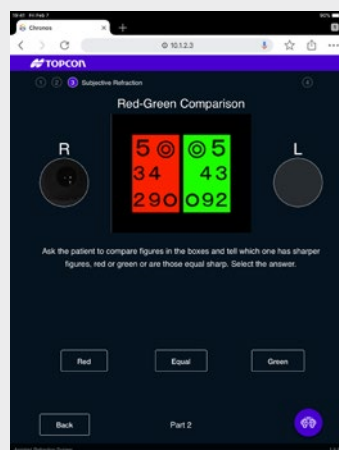 Chronos
10.1.2.3
TOPCON
1 2 3 Subjective Refraction 4
Red-Green Comparison
R
L
5 5
34 43
290 092
Ask the patient to compare figures in the boxes and tell which one has sharper
figures, red or green or are those equal sharp. Select the answer.
Red Equal Green
Back Part 2